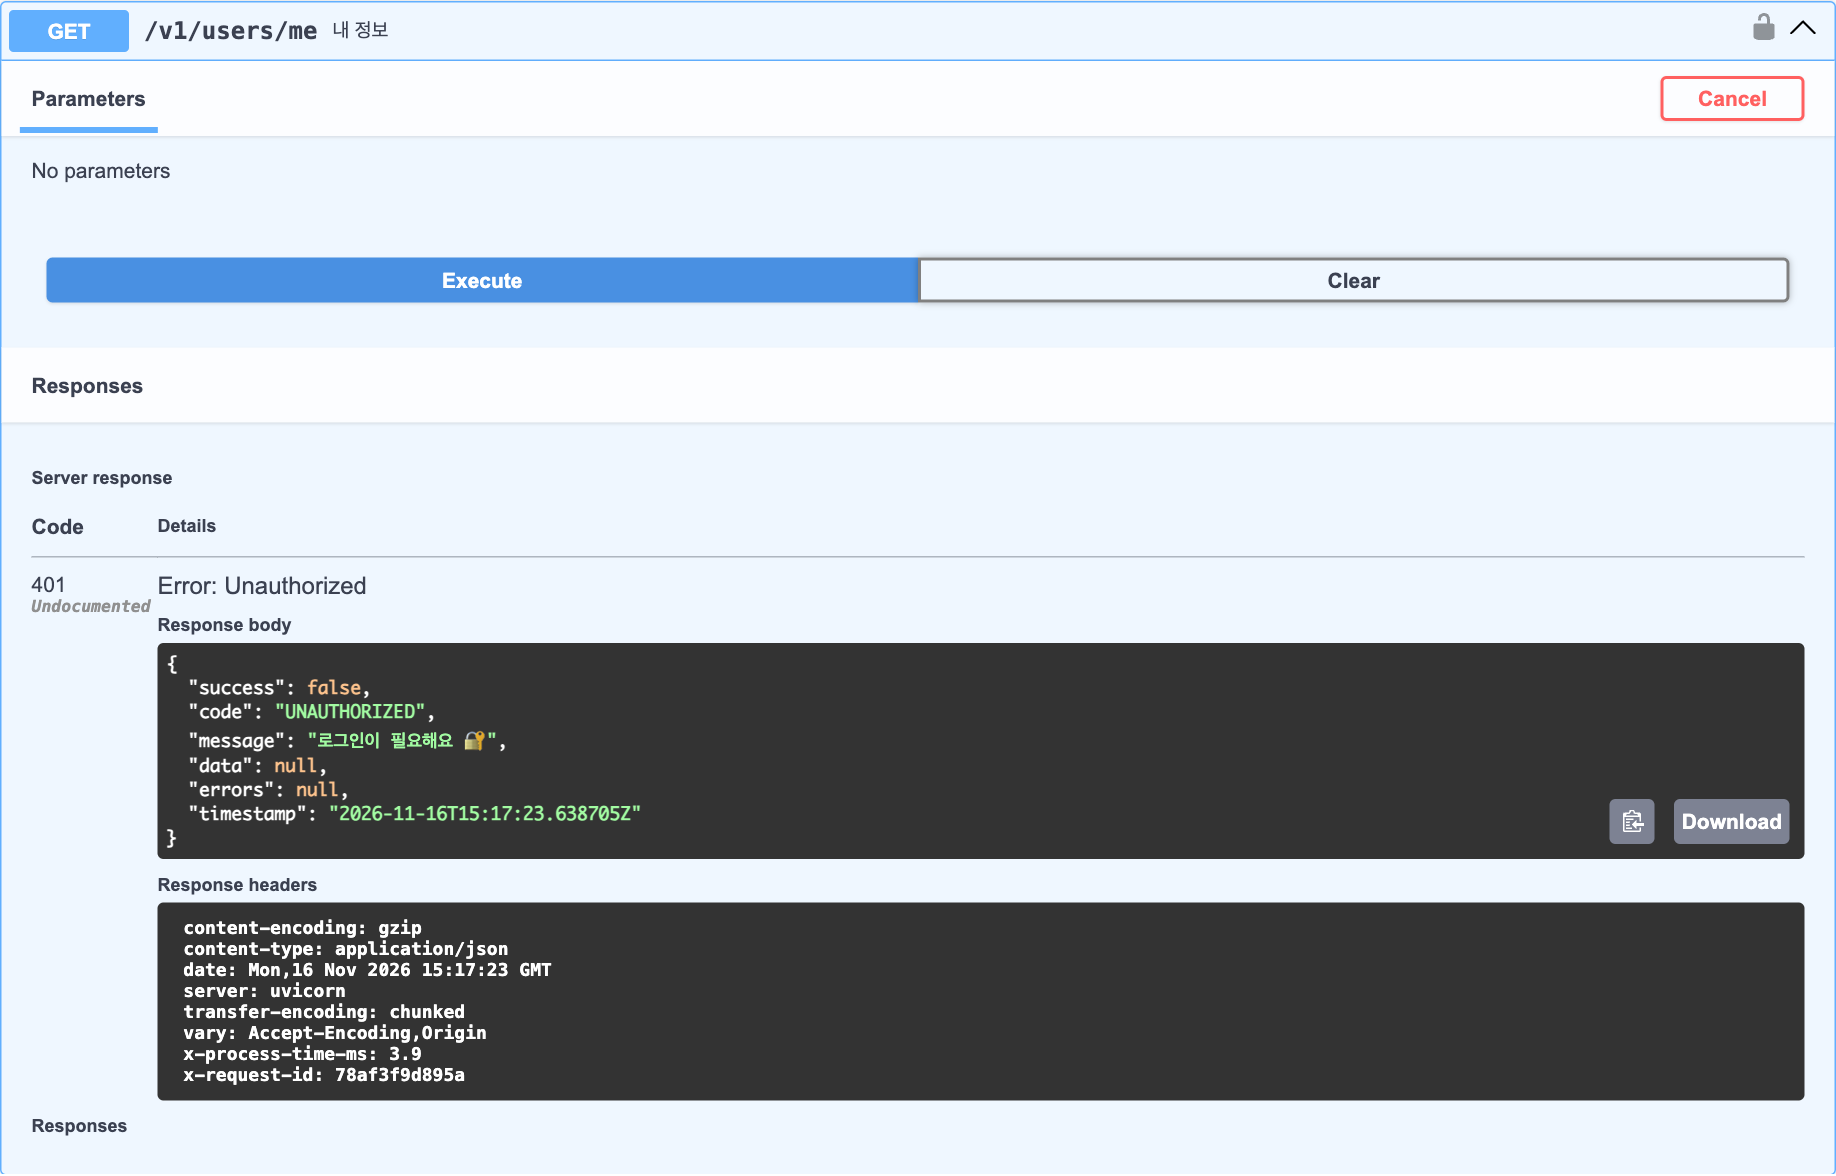 GET /v1/users/me 내 정보
Parameters
Cancel
No parameters
Execute
Clear
Responses
Server response
Code Details
401 Error: Unauthorized
Undocumented
Response body
{
  "success": false,
  "code": "UNAUTHORIZED",
  "message": "로그인이 필요해요 🔐",
  "data": null,
  "errors": null,
  "timestamp": "2026-11-16T15:17:23.638705Z"
}
Download
Response headers
content-encoding: gzip
content-type: application/json
date: Mon,16 Nov 2026 15:17:23 GMT
server: uvicorn
transfer-encoding: chunked
vary: Accept-Encoding,Origin
x-process-time-ms: 3.9
x-request-id: 78af3f9d895a
Responses